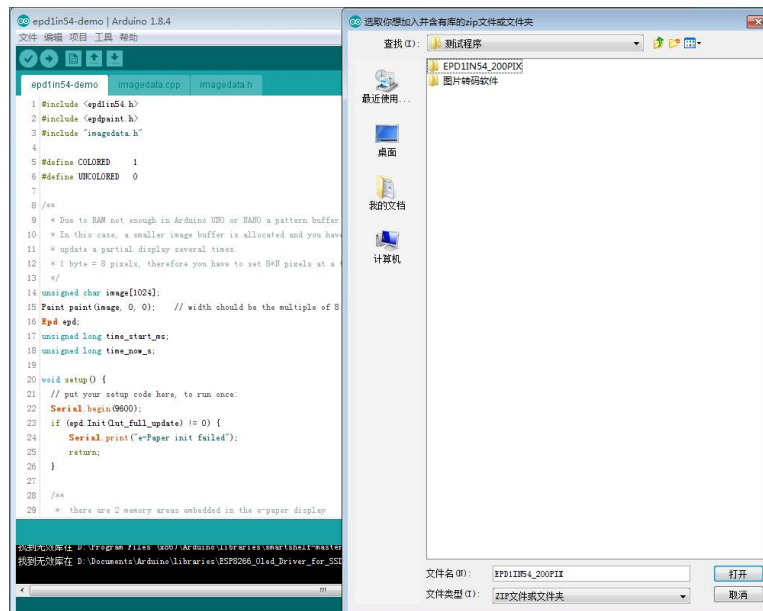 epd1in54-demo | Arduino 1.8.4
文件 编辑 项目 工具 帮助
epd1in54-demo imagedata.cpp imagedata.h
1 #include <epd1in54.h>
2 #include <epdpaint.h>
3 #include "imagedata.h"
4
5 #define COLORED 1
6 #define UNCOLORED 0
7
8 /**
9 * Due to RAM not enough in Arduino UNO or NANO a pattern buffer
10 * In this case, a smaller image buffer is allocated and you have
11 * update a partial display several times.
12 * 1 byte = 8 pixels, therefore you have to set 8*N pixels at a
13 */
14 unsigned char image[1024];
15 Paint paint(image, 0, 0); // width should be the multiple of 8
16 Epd epd;
17 unsigned long time_start_ms;
18 unsigned long time_now_s;
19
20 void setup() {
21 // put your setup code here, to run once:
22 Serial.begin(9600);
23 if (epd.Init(lut_full_update) != 0) {
24 Serial.print("e-Paper init failed");
25 return;
26 }
27
28 /**
29 * there are 2 memory areas embedded in the e-paper display
找到无效库在 D:\Program Files (x86)\Arduino\libraries\smartshell-master
找到无效库在 D:\Documents\Arduino\libraries\ESP8266_Oled_Driver_for_SSD
选取你想加入并含有库的zip文件或文件夹
查找(I): 测试程序
EPD1IN54_200PIX
图片转码软件
最近使用...
桌面
我的文档
计算机
文件名(N): EPD1IN54_200PIX 打开
文件类型(T): ZIP文件或文件夹 取消